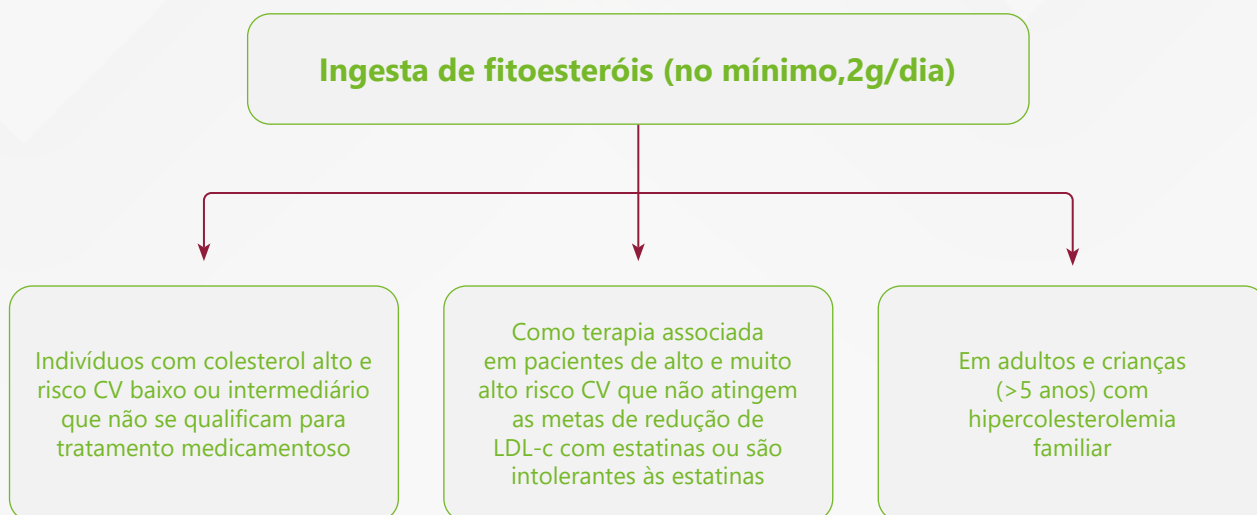 Ingesta de fitoesteróis (no mínimo,2g/dia)
Indivíduos com colesterol alto e
risco CV baixo ou intermediário
que não se qualificam para
tratamento medicamentoso
Como terapia associada
em pacientes de alto e muito
alto risco CV que não atingem
as metas de redução de
LDL-c com estatinas ou são
intolerantes às estatinas
Em adultos e crianças
(>5 anos) com
hipercolesterolemia
familiar